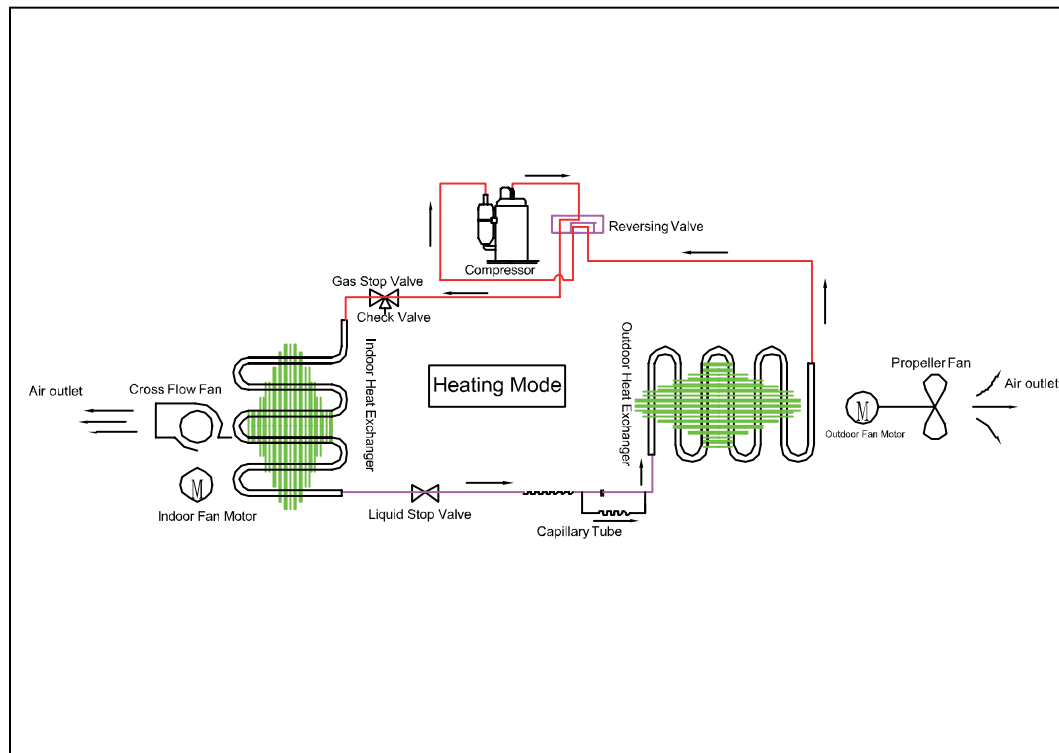 Reversing Valve
Compressor
Gas Stop Valve
Check Valve
Indoor Heat Exchanger
Outdoor Heat Exchanger
Heating Mode
Air outlet
Cross Flow Fan
M
Indoor Fan Motor
Liquid Stop Valve
Capillary Tube
Propeller Fan
Air outlet
M
Outdoor Fan Motor